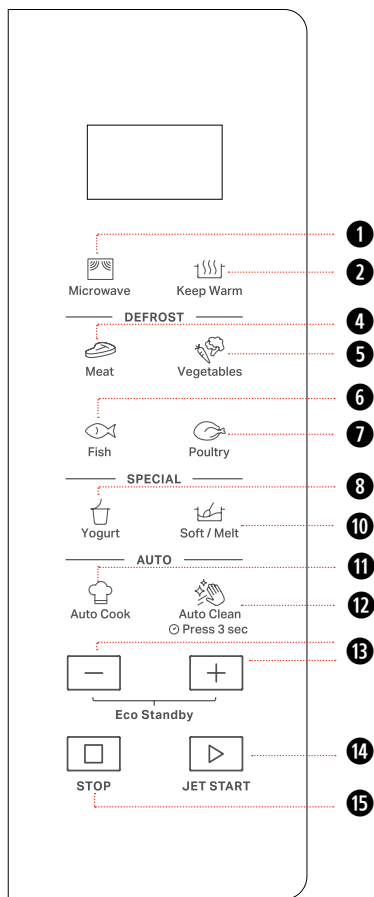 1
Microwave Keep Warm
2
DEFROST
4
Meat Vegetables
5
6
Fish Poultry
7
SPECIAL
8
Yogurt Soft / Melt
10
AUTO
11
Auto Cook Auto Clean
12
Press 3 sec
13
Eco Standby
14
STOP JET START
15